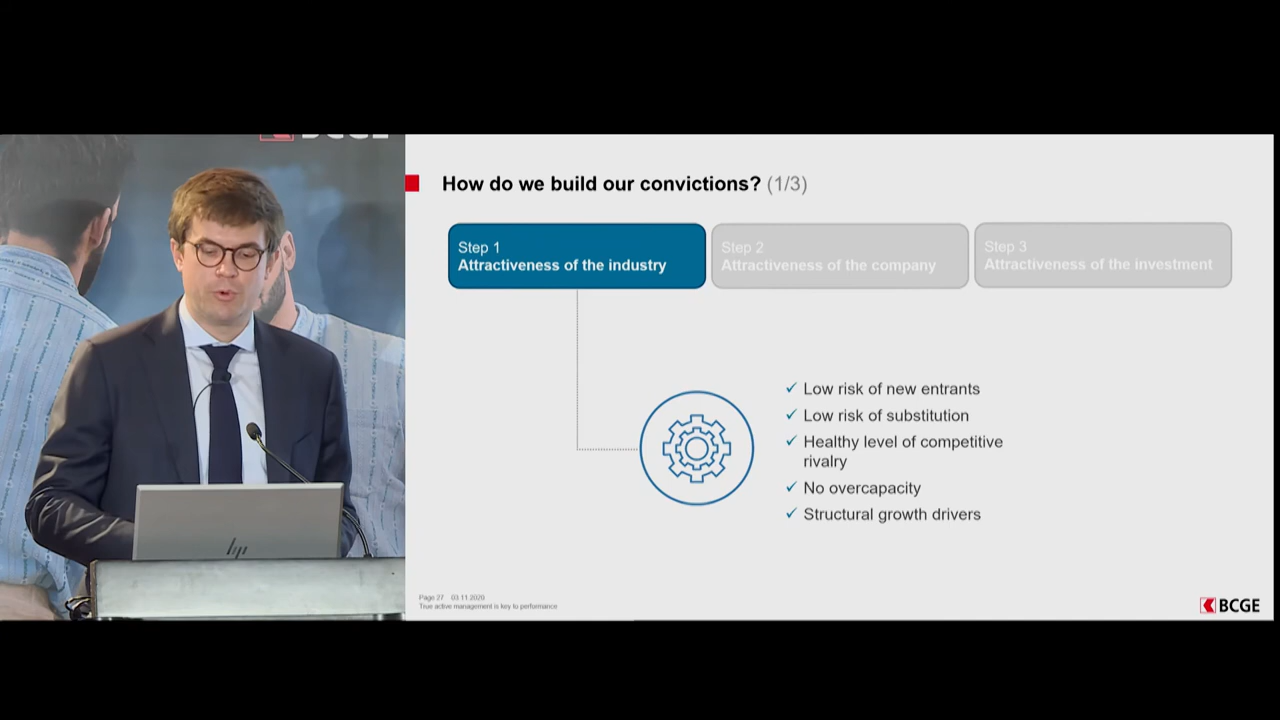 BCGE
How do we build our convictions? (1/3)
Step 1
Attractiveness of the industry
Step 2
Attractiveness of the company
Step 3
Attractiveness of the investment
✓ Low risk of new entrants
✓ Low risk of substitution
✓ Healthy level of competitive
rivalry
✓ No overcapacity
✓ Structural growth drivers
hp
Page 27 03.11.2020
True active management is key to performance
BCGE